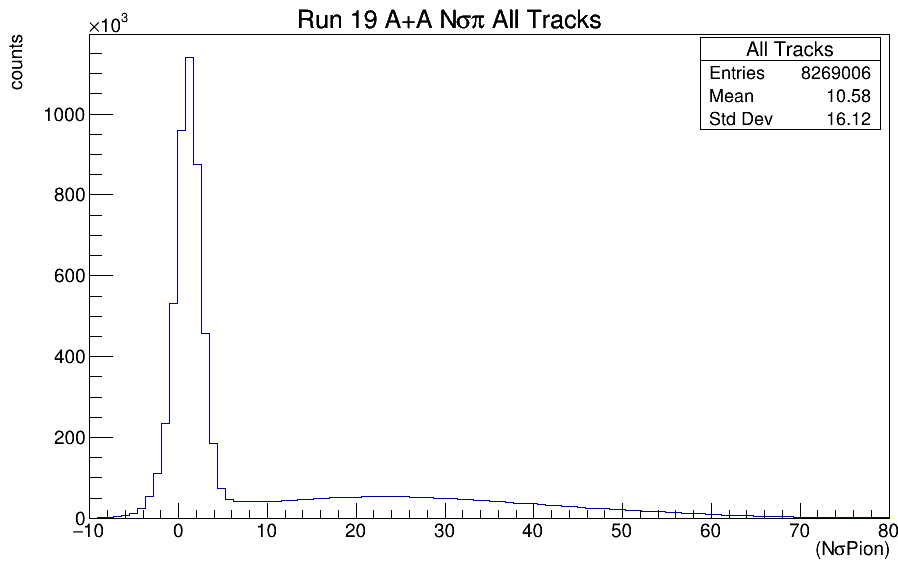 Run 19 A+A Nσπ All Tracks
×10³
counts
All Tracks
Entries 8269006
Mean 10.58
Std Dev 16.12
1000
800
600
400
200
0
−10 0 10 20 30 40 50 60 70 80
(NσPion)